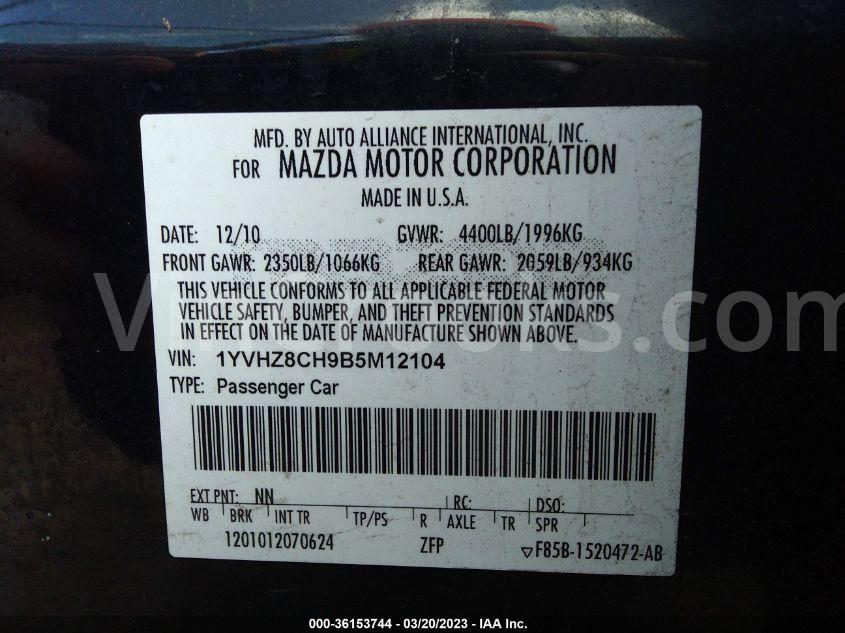 MFD. BY AUTO ALLIANCE INTERNATIONAL, INC.
FOR MAZDA MOTOR CORPORATION
MADE IN U.S.A.
DATE: 12/10 GVWR: 4400LB/1996KG
FRONT GAWR: 2350LB/1066KG REAR GAWR: 2059LB/934KG
THIS VEHICLE CONFORMS TO ALL APPLICABLE FEDERAL MOTOR
VEHICLE SAFETY, BUMPER, AND THEFT PREVENTION STANDARDS
IN EFFECT ON THE DATE OF MANUFACTURE SHOWN ABOVE.
VIN: 1YVHZ8CH9B5M12104
TYPE: Passenger Car
EXT PNT: NN RC: DSO:
WB BRK INT TR TP/PS R AXLE TR SPR
1201012070624 ZFP ▽F85B-1520472-AB
000-36153744 - 03/20/2023 - IAA Inc.